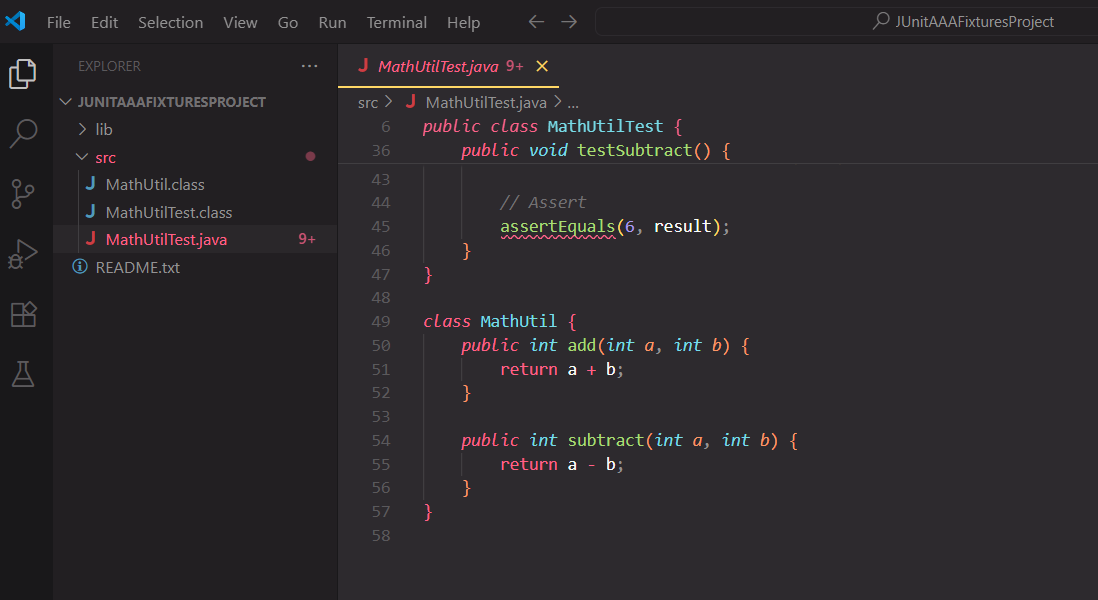 File Edit Selection View Go Run Terminal Help
JUnitAAAFixturesProject
EXPLORER
JUNITAAAFIXTURESPROJECT
lib
src
MathUtil.class
MathUtilTest.class
MathUtilTest.java 9+
README.txt
MathUtilTest.java 9+
src > MathUtilTest.java > ...
6 public class MathUtilTest {
36 public void testSubtract() {
43
44 // Assert
45 assertEquals(6, result);
46 }
47 }
48
49 class MathUtil {
50 public int add(int a, int b) {
51 return a + b;
52 }
53
54 public int subtract(int a, int b) {
55 return a - b;
56 }
57 }
58